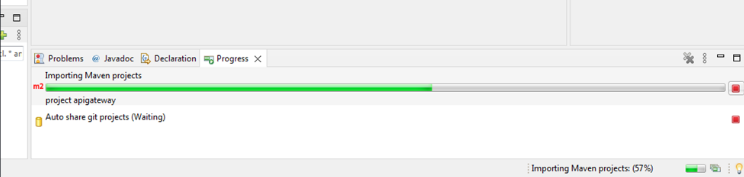 Problems @ Javadoc Declaration Progress
Importing Maven projects
m2
project apigateway
Auto share git projects (Waiting)
Importing Maven projects: (57%)